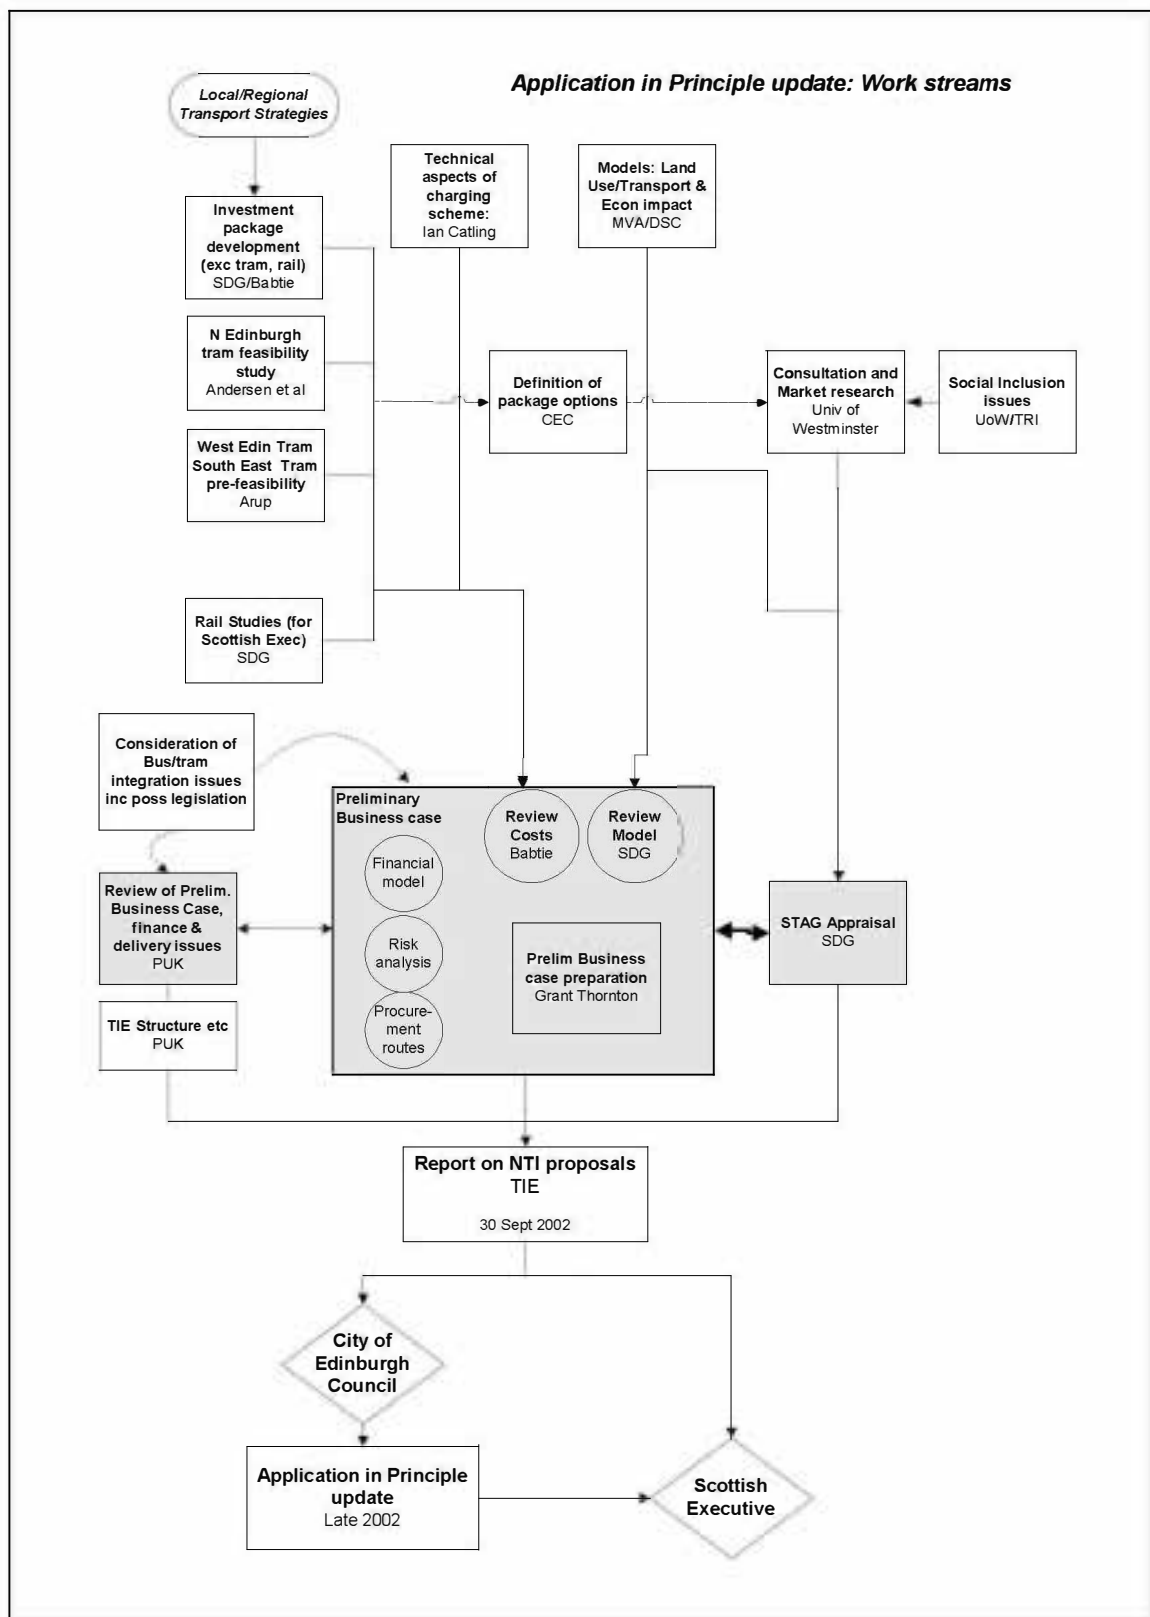 Application in Principle update: Work streams
Local/Regional
Transport Strategies
Technical
aspects of
charging
scheme:
Ian Catling
Models: Land
Use/Transport &
Econ impact
MVA/DSC
Investment
package
development
(exc tram, rail)
SDG/Babtie
N Edinburgh
tram feasibility
study
Andersen et al
Definition of
package options
CEC
Consultation and
Market research
Univ of
Westminster
Social Inclusion
issues
UoW/TRI
West Edin Tram
South East Tram
pre-feasibility
Arup
Rail Studies (for
Scottish Exec)
SDG
Consideration of
Bus/tram
integration issues
inc poss legislation
Preliminary
Business case
Review
Costs
Babtie
Review
Model
SDG
Financial
model
Review of Prelim.
Business Case,
finance &
delivery issues
PUK
Risk
analysis
Prelim Business
case preparation
Grant Thornton
STAG Appraisal
SDG
Procure-
ment
routes
TIE Structure etc
PUK
Report on NTI proposals
TIE
30 Sept 2002
City of
Edinburgh
Council
Application in Principle
update
Late 2002
Scottish
Executive